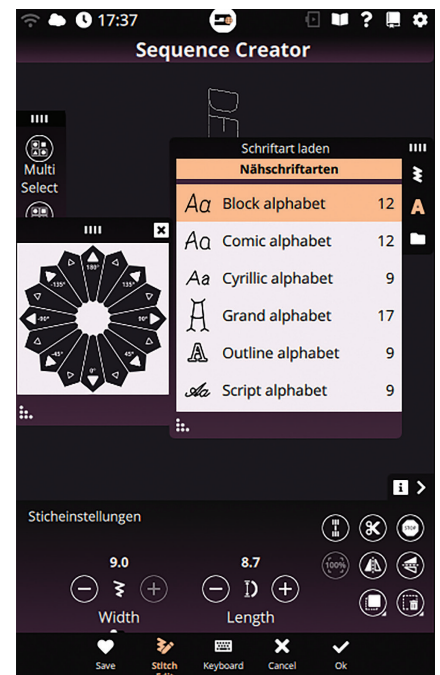 17:37
Sequence Creator
Multi
Select
Schriftart laden
Nähschriftarten
Aa Block alphabet 12
Aa Comic alphabet 12
Aa Cyrillic alphabet 9
H Grand alphabet 17
A Outline alphabet 9
Aa Script alphabet 9
180°
-135° 135°
-90° 90°
-45° 45°
0°
Sticheinstellungen
STOP
9.0 8.7
100%
Width Length
Save Stitch Keyboard Cancel Ok
Edit